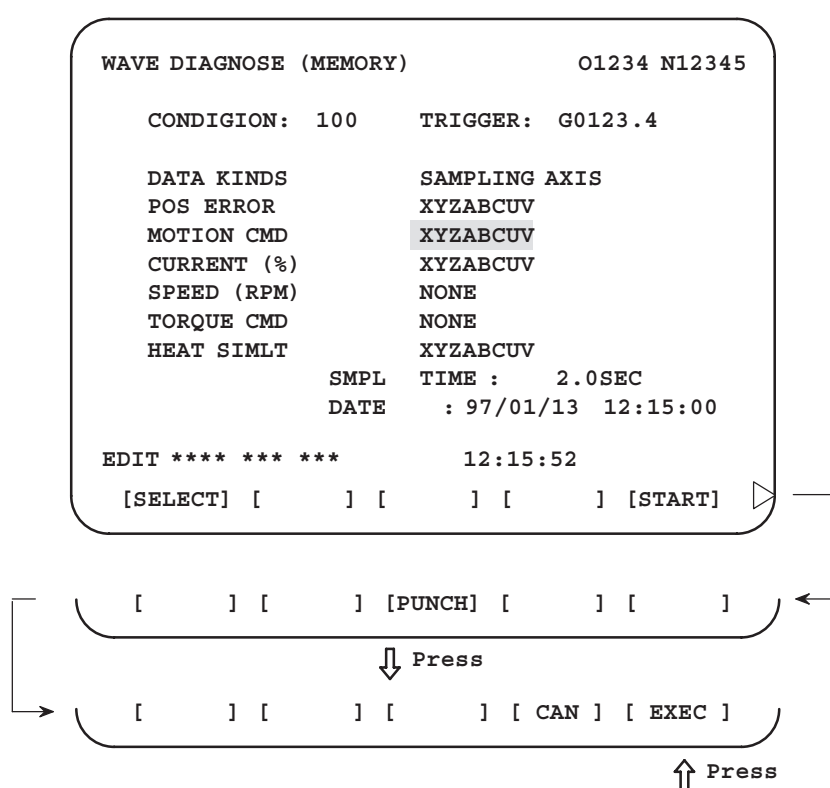 WAVE DIAGNOSE (MEMORY) O1234 N12345
CONDIGION: 100 TRIGGER: G0123.4
DATA KINDS SAMPLING AXIS
POS ERROR XYZABCUV
MOTION CMD XYZABCUV
CURRENT (%) XYZABCUV
SPEED (RPM) NONE
TORQUE CMD NONE
HEAT SIMLT XYZABCUV
SMPL TIME : 2.0SEC
DATE : 97/01/13 12:15:00
EDIT **** *** *** 12:15:52
[SELECT] [ ] [ ] [ ] [START]
[ ] [ ] [PUNCH] [ ] [ ]
Press
[ ] [ ] [ ] [ CAN ] [ EXEC ]
Press